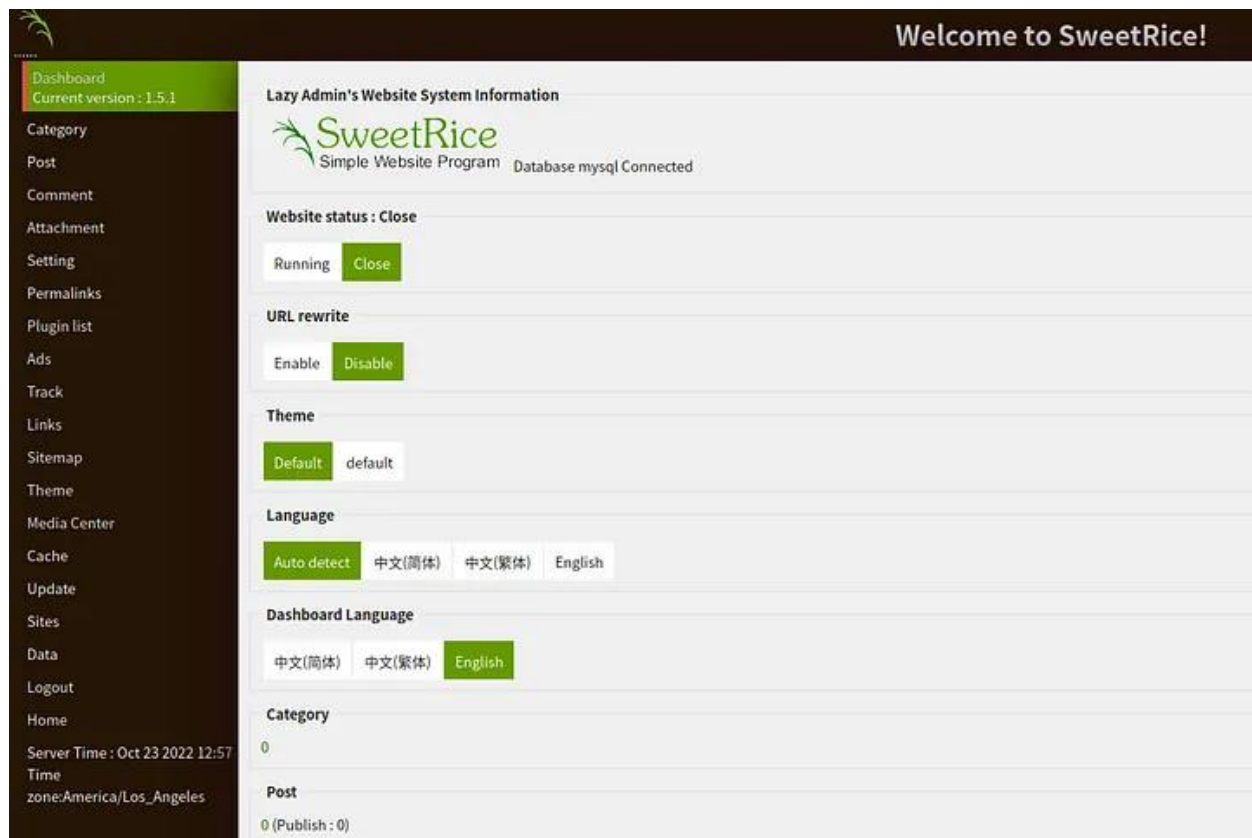 Welcome to SweetRice!
Dashboard
Current version : 1.5.1
Category
Post
Comment
Attachment
Setting
Permalinks
Plugin list
Ads
Track
Links
Sitemap
Theme
Media Center
Cache
Update
Sites
Data
Logout
Home
Server Time : Oct 23 2022 12:57
Time
zone:America/Los_Angeles
Lazy Admin's Website System Information
SweetRice
Simple Website Program Database mysql Connected
Website status : Close
Running Close
URL rewrite
Enable Disable
Theme
Default default
Language
Auto detect 中文(简体) 中文(繁体) English
Dashboard Language
中文(简体) 中文(繁体) English
Category
0
Post
0 (Publish : 0)